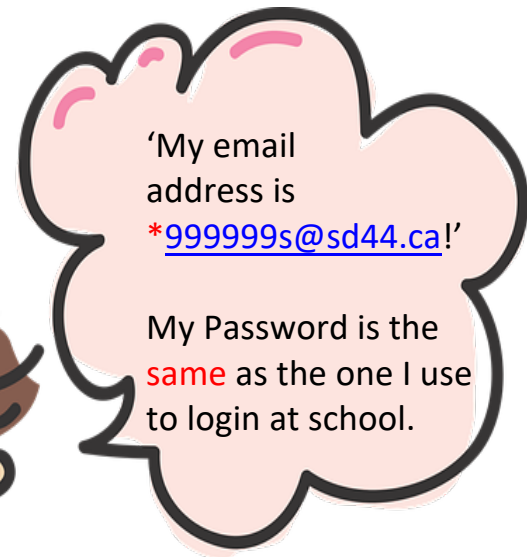 ‘My email
address is
*999999s@sd44.ca!’
My Password is the
same as the one I use
to login at school.